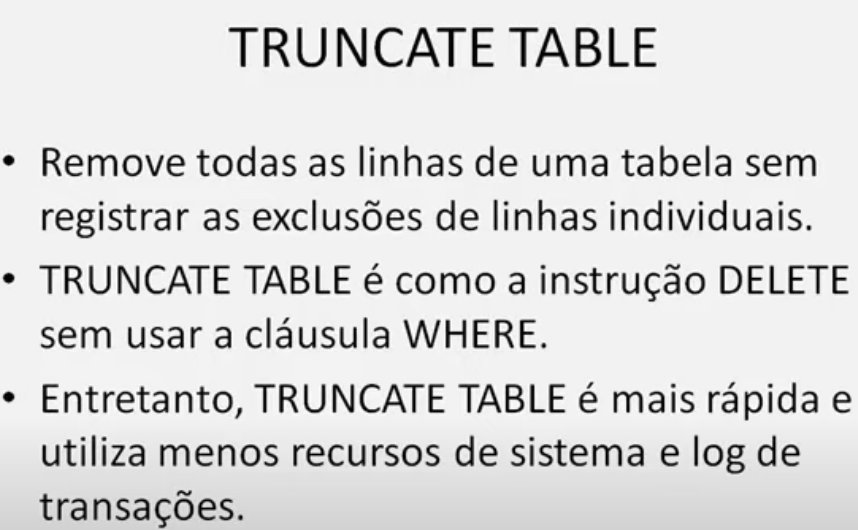 TRUNCATE TABLE
• Remove todas as linhas de uma tabela sem
registrar as exclusões de linhas individuais.
• TRUNCATE TABLE é como a instrução DELETE
sem usar a cláusula WHERE.
• Entretanto, TRUNCATE TABLE é mais rápida e
utiliza menos recursos de sistema e log de
transações.